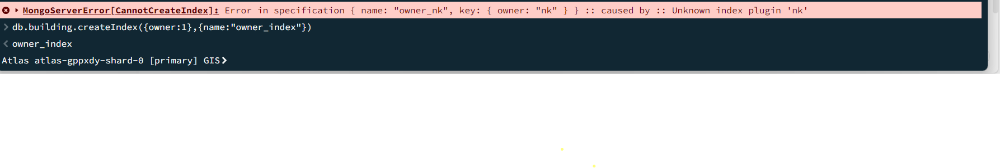 MongoServerError[CannotCreateIndex]: Error in specification { name: "owner_nk", key: { owner: "nk" } } :: caused by :: Unknown index plugin 'nk'
> db.building.createIndex({owner:1},{name:"owner_index"})
< owner_index
Atlas atlas-gppxdy-shard-0 [primary] GIS>